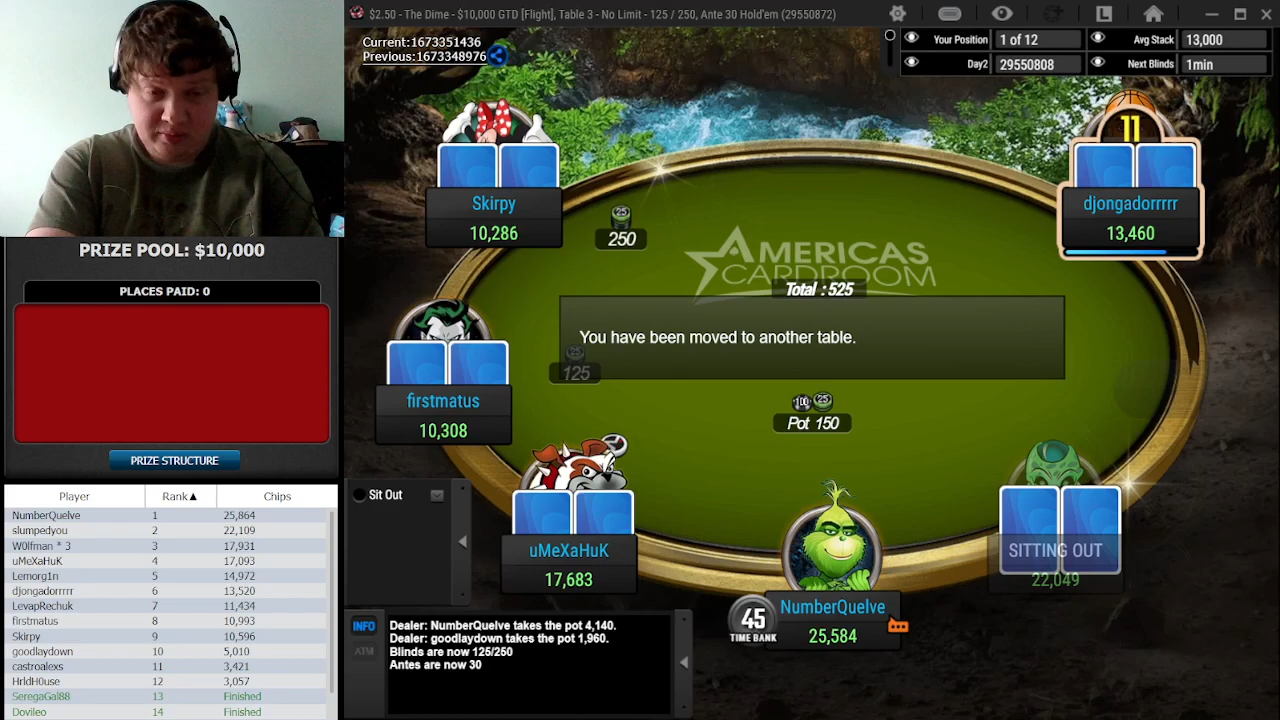 $2.50 - The Dime - $10,000 GTD [Flight], Table 3 - No Limit - 125 / 250, Ante 30 Hold'em (29550872)
Current:1673351436
Previous:1673348976
Your Position 1 of 12 Avg Stack 13,000
Day2 29550808 Next Blinds 1min
L
11
Skirpy
10,286
250
djongadorrrrr
13,460
AMERICAS
CARDROOM
Total : 525
You have been moved to another table.
125
Pot 150
firstmatus
10,308
uMeXaHuK
17,683
NumberQuelve
25,584
45
TIME BANK
SITTING OUT
22,049
Sit Out
PRIZE POOL: $10,000
PLACES PAID: 0
PRIZE STRUCTURE
Player Rank▲ Chips
NumberQuelve 1 25,864
slumpedyou 2 22,109
W0lfman * 3 3 17,931
uMeXaHuK 4 17,093
Lemorg1n 5 14,972
djongadorrrrr 6 13,520
LevapRechuk 7 11,434
firstmatus 8 10,993
Skirpy 9 10,596
goodlaydown 10 5,010
castroalexs 11 3,421
HrldH0use 12 3,057
SeregaGal88 13 Finished
Dovileo 14 Finished
INFO
ATM
Dealer: NumberQuelve takes the pot 4,140.
Dealer: goodlaydown takes the pot 1,960.
Blinds are now 125/250
Antes are now 30